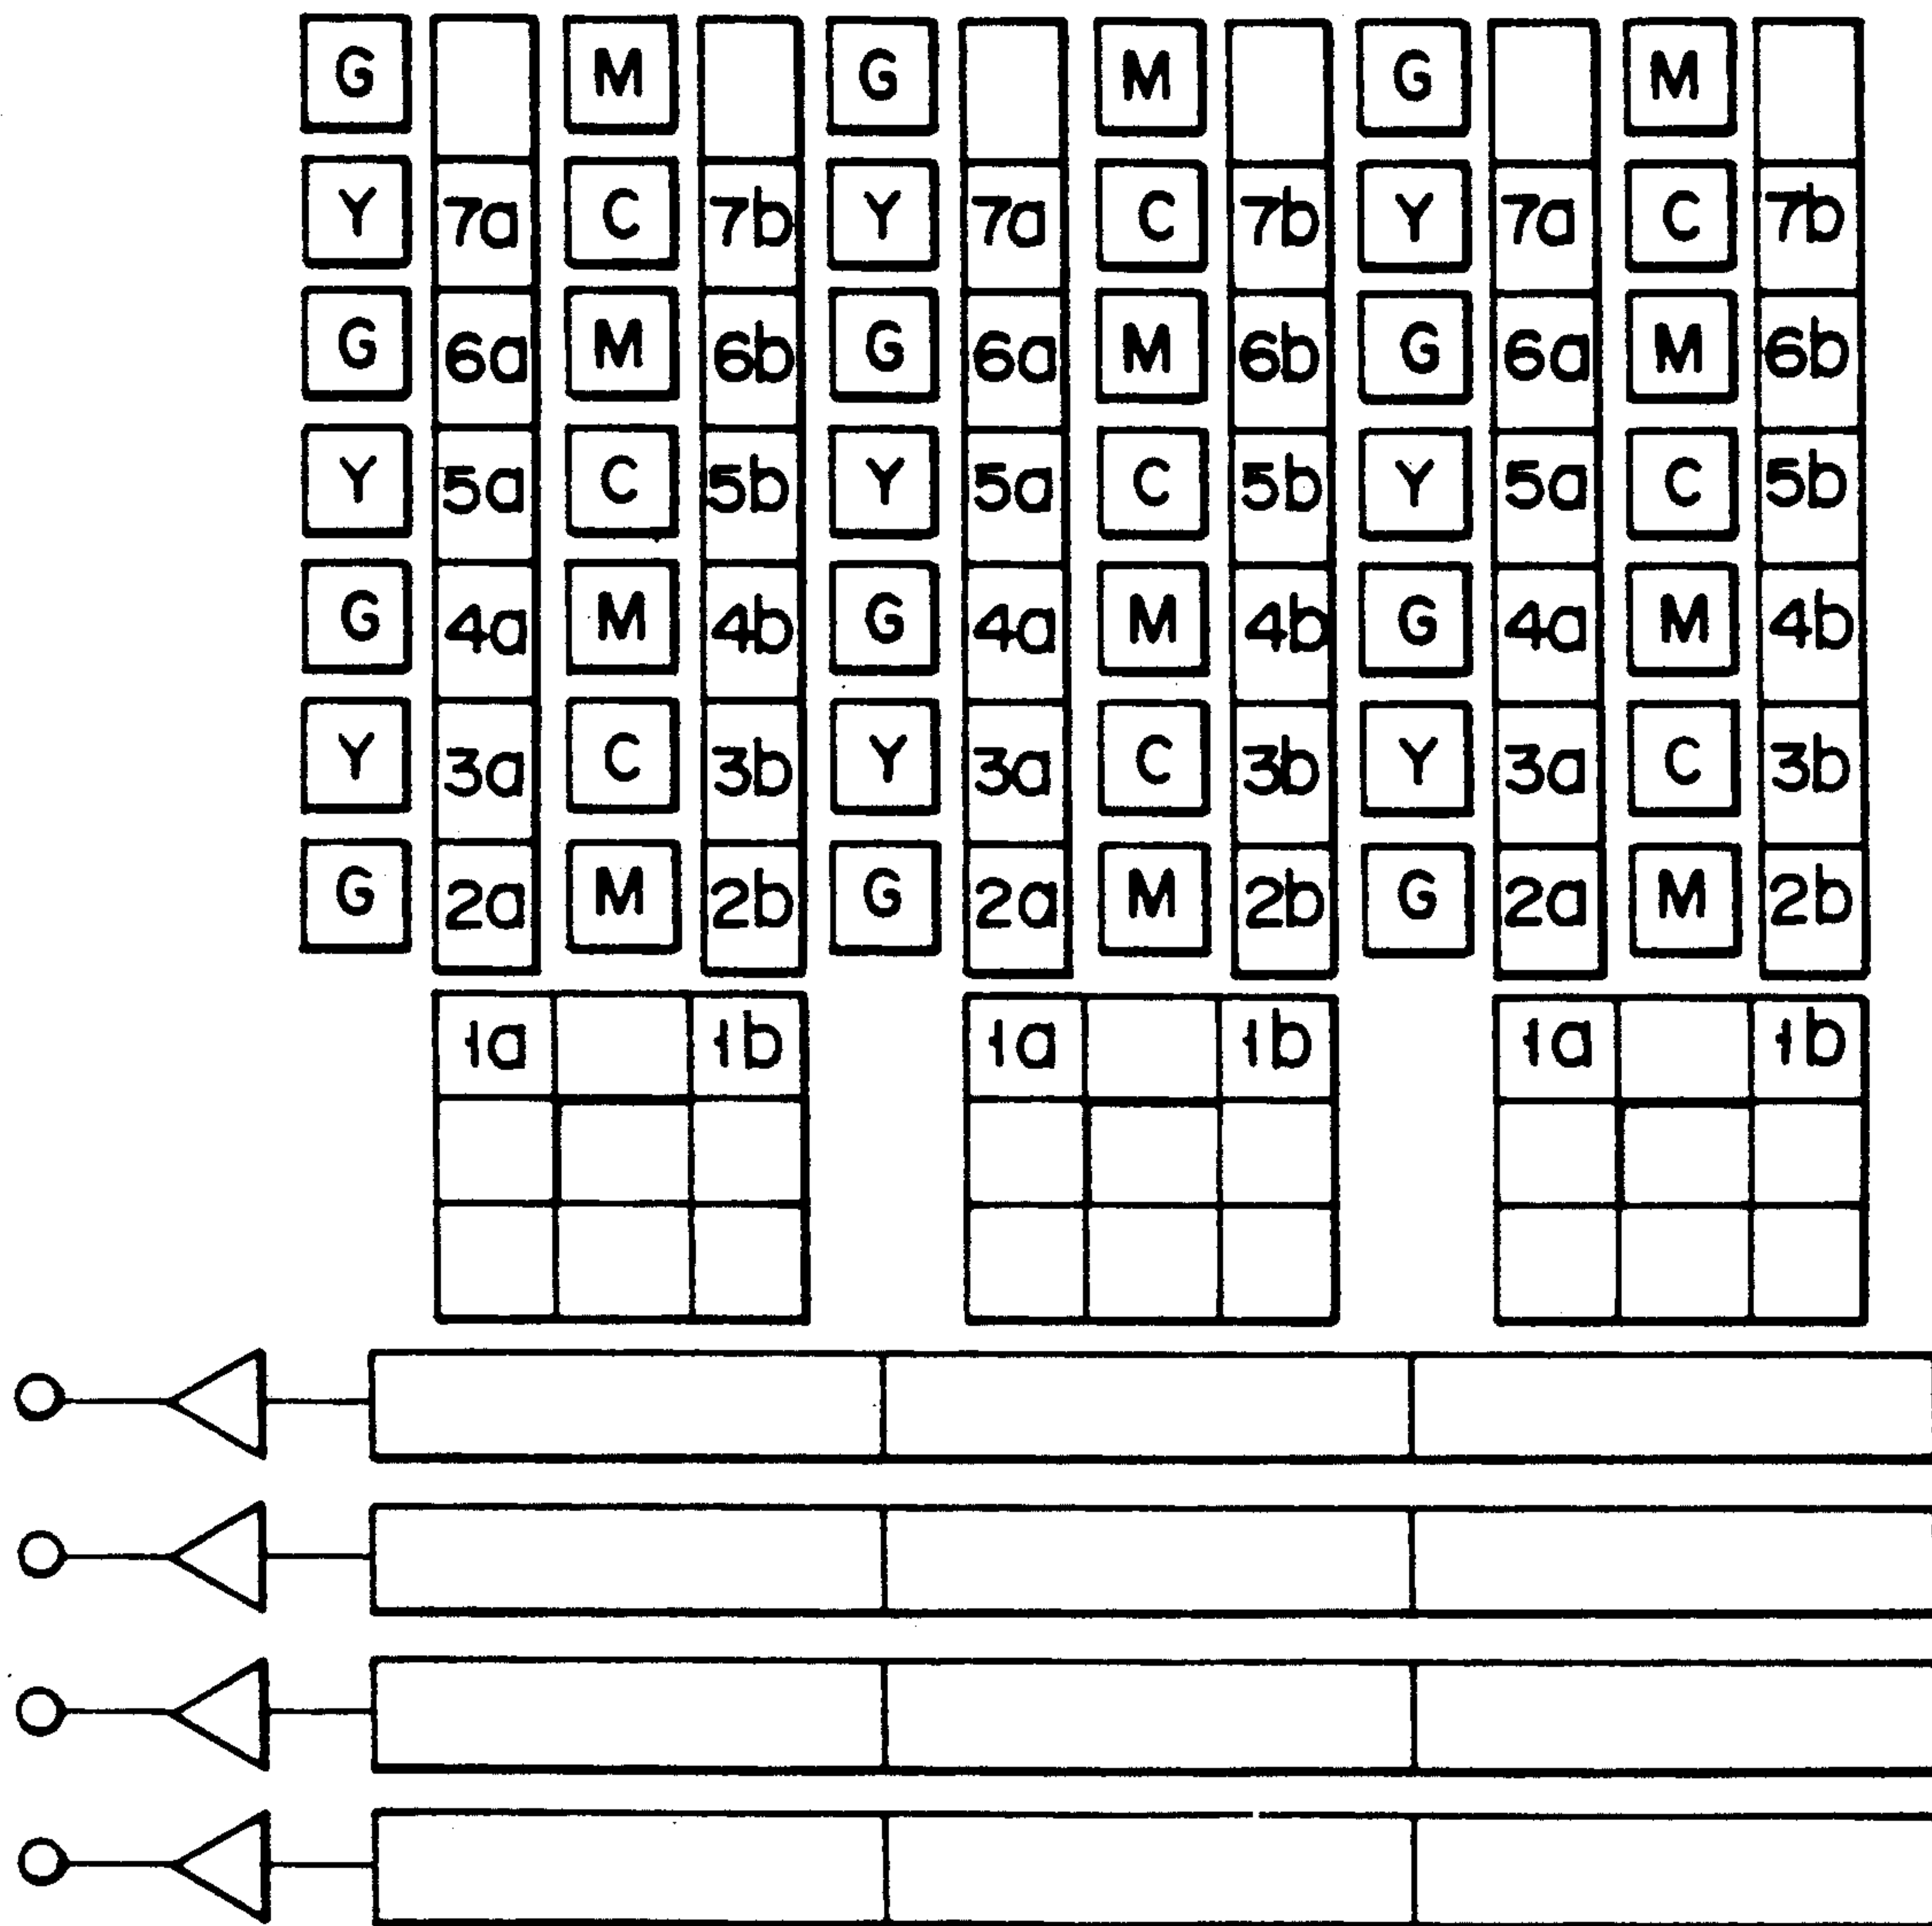 G M G M G M
Y 7a C 7b Y 7a C 7b Y 7a C 7b
G 6a M 6b G 6a M 6b G 6a M 6b
Y 5a C 5b Y 5a C 5b Y 5a C 5b
G 4a M 4b G 4a M 4b G 4a M 4b
Y 3a C 3b Y 3a C 3b Y 3a C 3b
G 2a M 2b G 2a M 2b G 2a M 2b
1a 1b 1a 1b 1a 1b